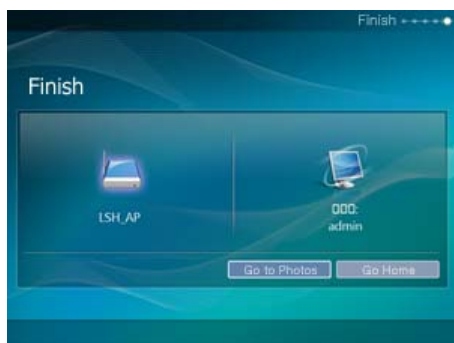 Finish
Finish
LSH_AP
□□□:
admin
Go to Photos
Go Home